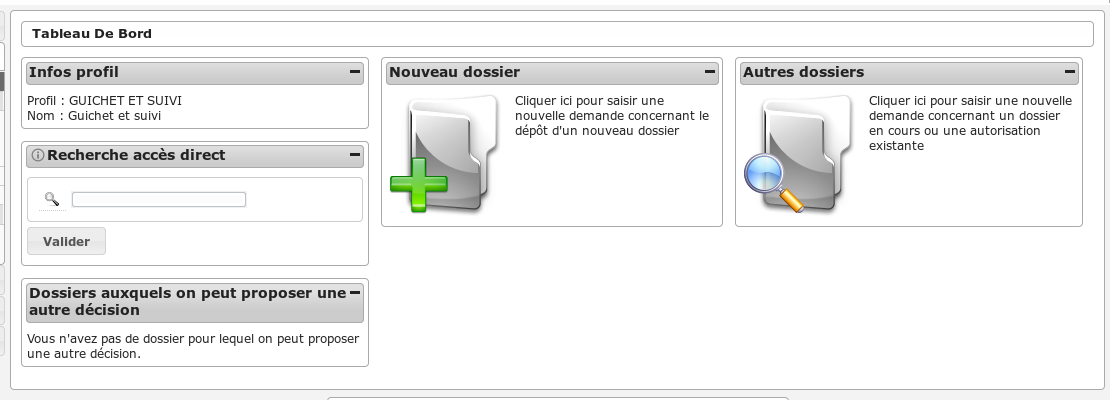 Tableau De Bord
Infos profil
Profil : GUICHET ET SUIVI
Nom : Guichet et suivi
Recherche accès direct
Valider
Dossiers auxquels on peut proposer une
autre décision
Vous n'avez pas de dossier pour lequel on peut proposer
une autre décision.
Nouveau dossier
Cliquer ici pour saisir une
nouvelle demande concernant le
dépôt d'un nouveau dossier
Autres dossiers
Cliquer ici pour saisir une nouvelle
demande concernant un dossier
en cours ou une autorisation
existante